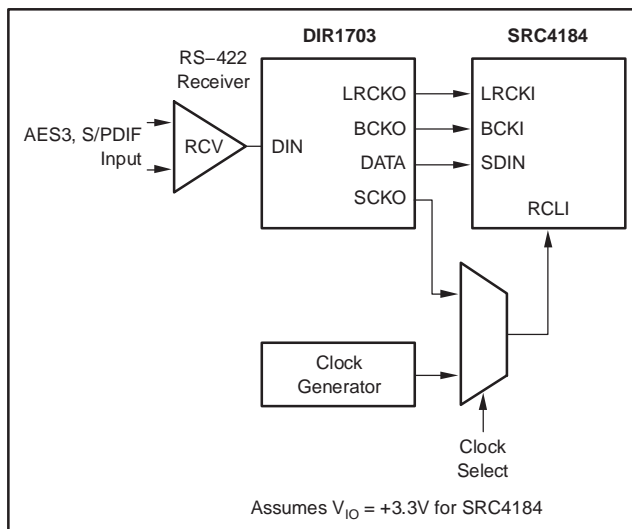 DIR1703
SRC4184
RS−422
Receiver
AES3, S/PDIF
Input
RCV
DIN
LRCKO
BCKO
DATA
SCKO
LRCKI
BCKI
SDIN
RCLI
Clock
Generator
Clock
Select
Assumes VIO = +3.3V for SRC4184